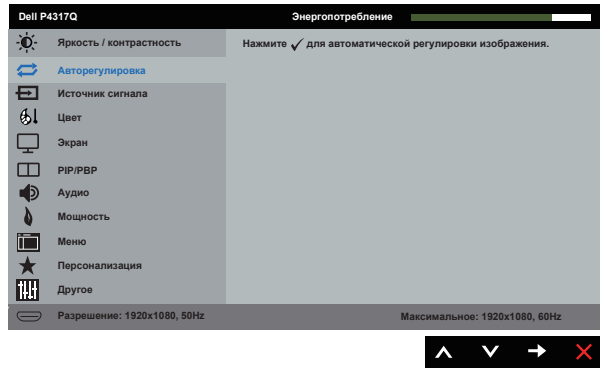 Dell P4317Q Энергопотребление
Яркость / контрастность
Нажмите ✓ для автоматической регулировки изображения.
Авторегулировка
Источник сигнала
Цвет
Экран
PIP/PBP
Аудио
Мощность
Меню
Персонализация
Другое
Разрешение: 1920x1080, 50Hz Максимальное: 1920x1080, 60Hz